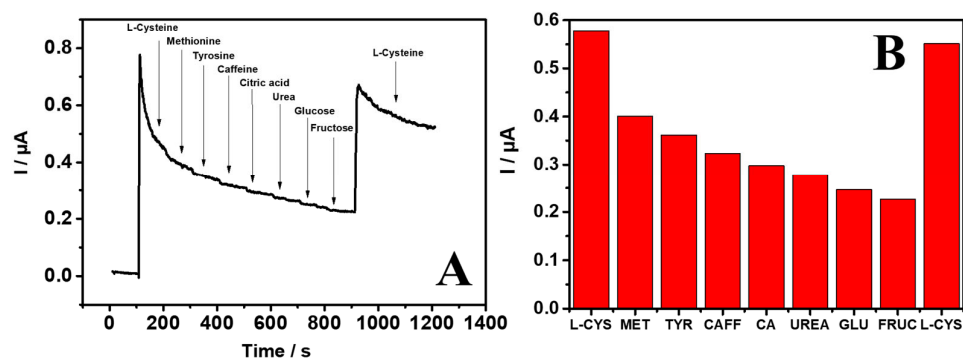 L-Cysteine
Methionine
Tyrosine
Caffeine
Citric acid
Urea
Glucose
Fructose
L-Cysteine
0.8
0.6
0.4
0.2
0.0
I / µA
0 200 400 600 800 1000 1200 1400
Time / s
A
0.6
0.5
0.4
0.3
0.2
0.1
0.0
I / µA
L-CYS MET TYR CAFF CA UREA GLU FRUC L-CYS
B